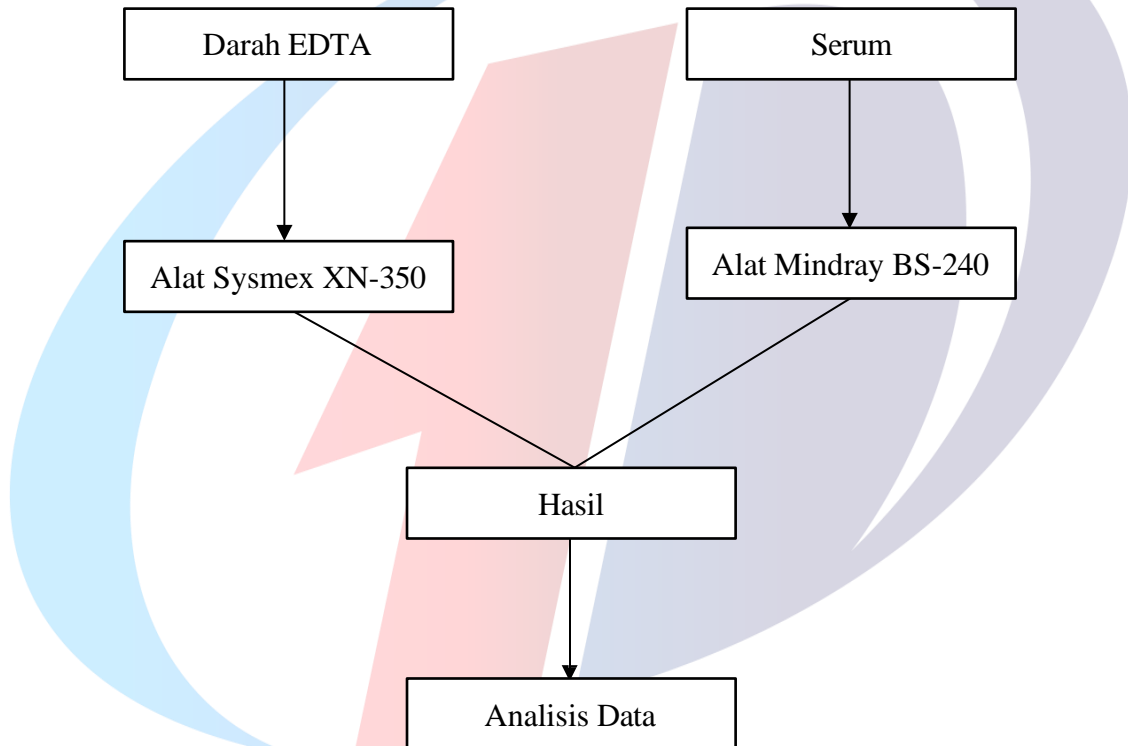 Darah EDTA
Serum
Alat Sysmex XN-350
Alat Mindray BS-240
Hasil
Analisis Data